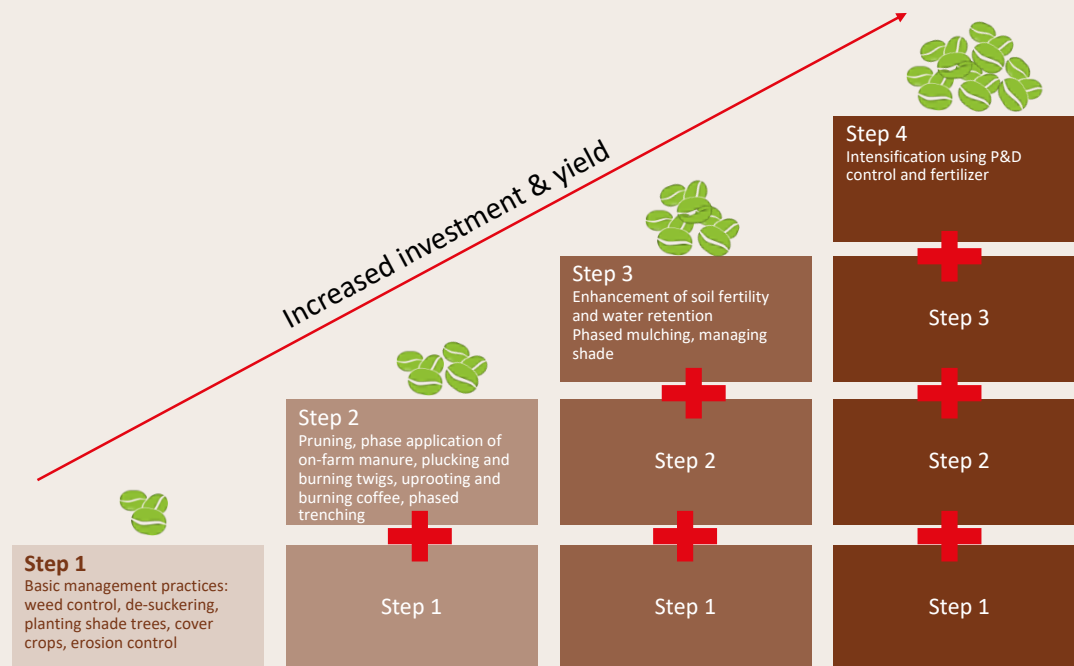 Increased investment & yield
Step 1
Basic management practices:
weed control, de-suckering,
planting shade trees, cover
crops, erosion control
Step 2
Pruning, phase application of
on-farm manure, plucking and
burning twigs, uprooting and
burning coffee, phased
trenching
Step 1
Step 3
Enhancement of soil fertility
and water retention
Phased mulching, managing
shade
Step 2
Step 1
Step 4
Intensification using P&D
control and fertilizer
Step 3
Step 2
Step 1